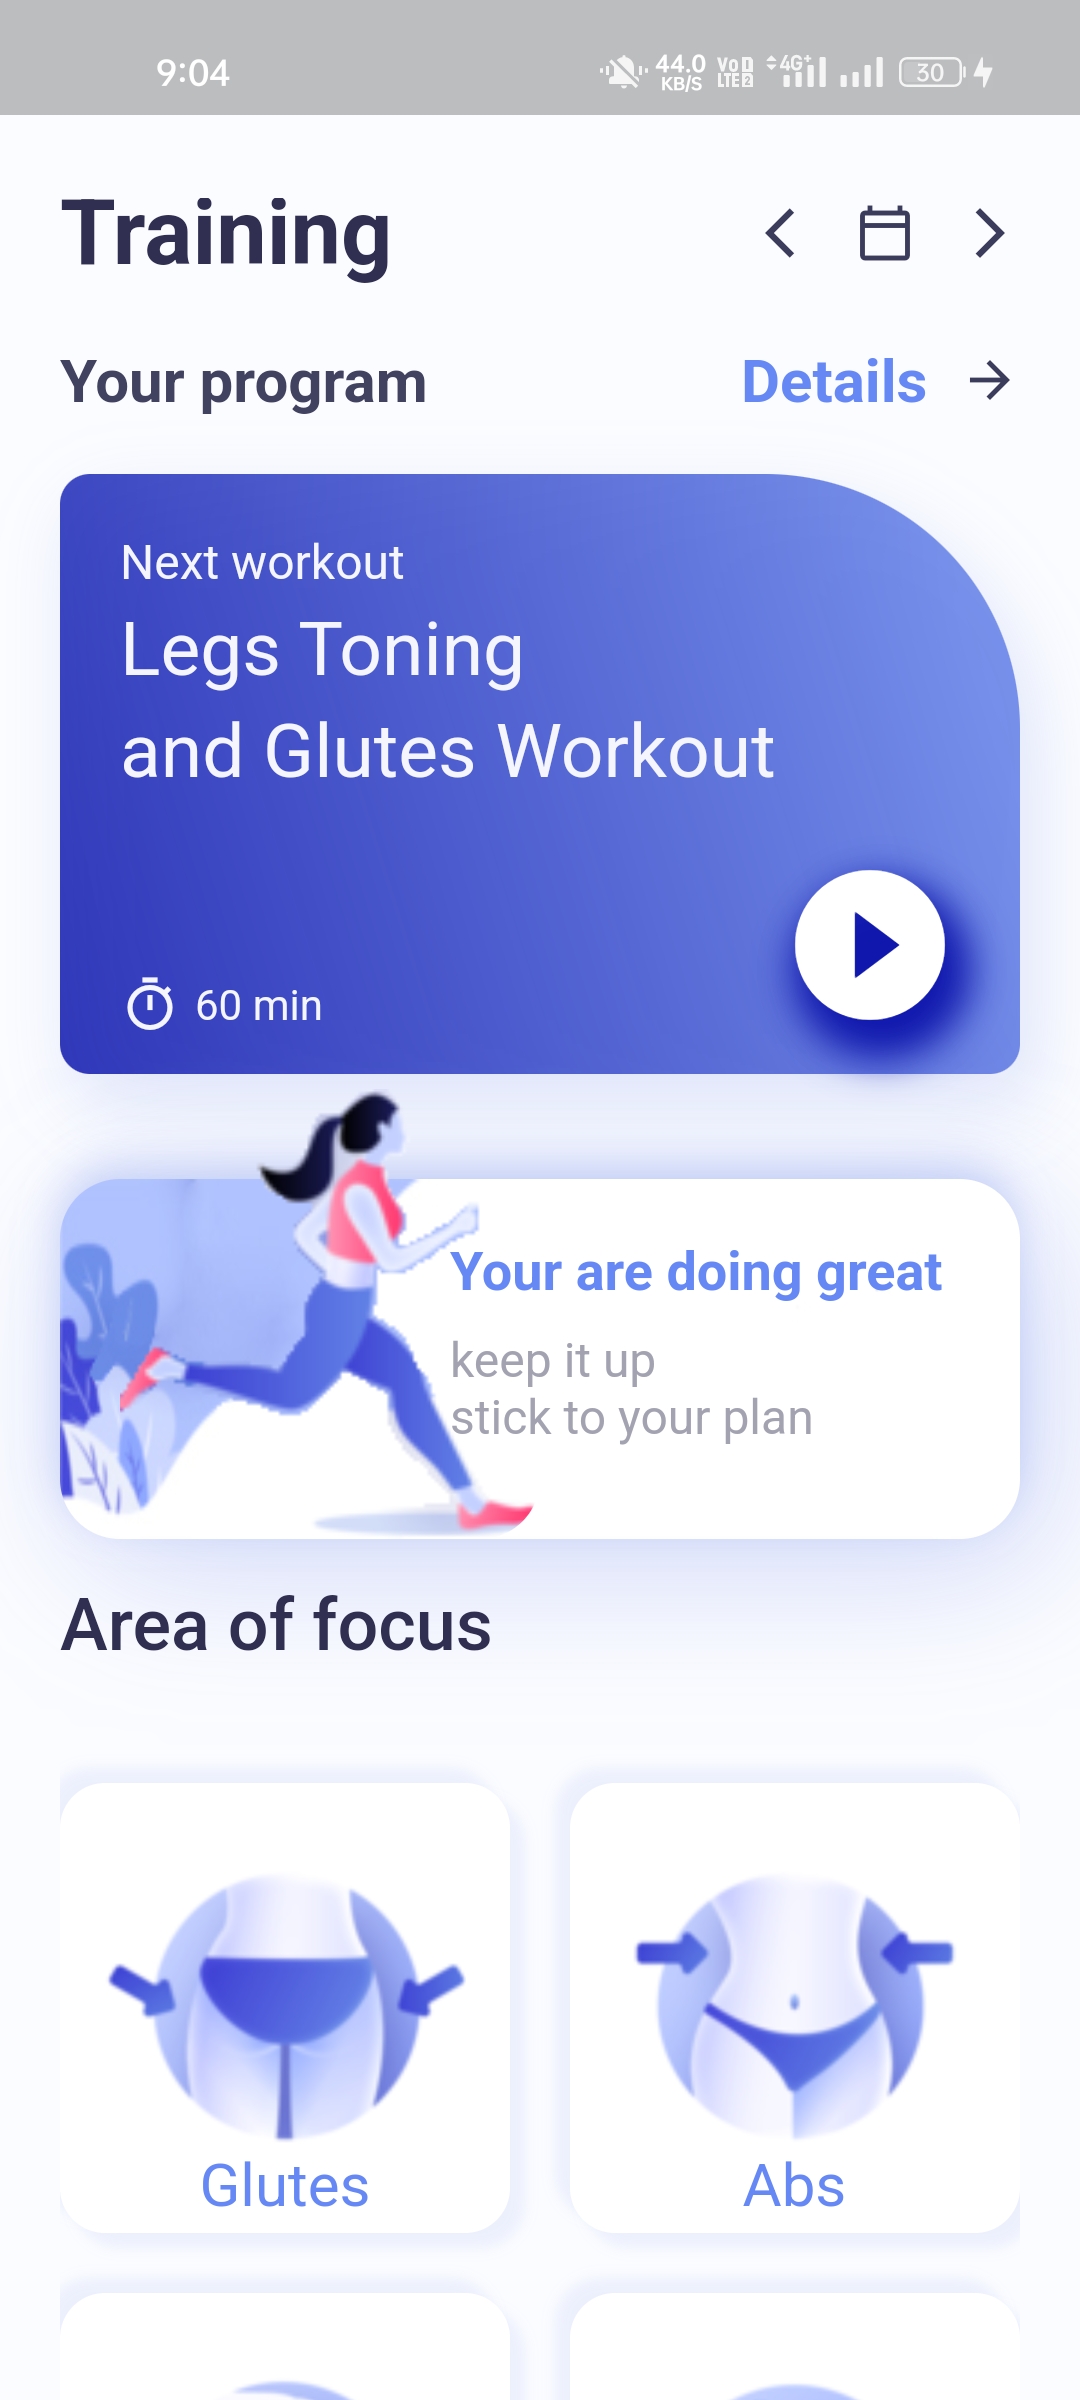 9:04
44.0
KB/S
Vo 1
LTE 2
4G+
30
Training
Your program
Details
Next workout
Legs Toning
and Glutes Workout
60 min
Your are doing great
keep it up
stick to your plan
Area of focus
Glutes
Abs